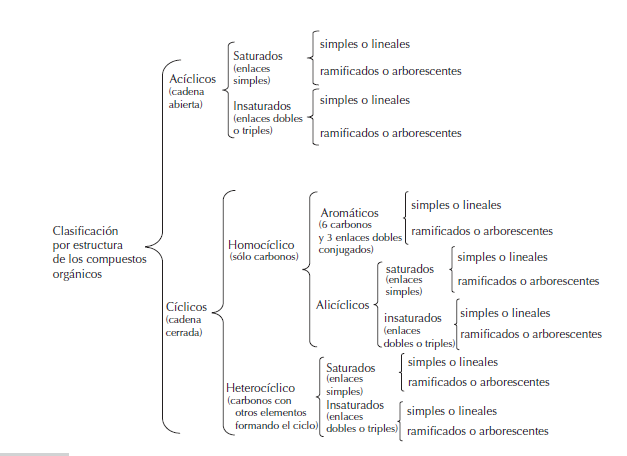 Clasificación
por estructura
de los compuestos
orgánicos
Acíclicos
(cadena
abierta)
Saturados
(enlaces
simples)
simples o lineales
ramificados o arborescentes
Insaturados
(enlaces dobles
o triples)
simples o lineales
ramificados o arborescentes
Cíclicos
(cadena
cerrada)
Homocíclico
(sólo carbonos)
Aromáticos
(6 carbonos
y 3 enlaces dobles
conjugados)
simples o lineales
ramificados o arborescentes
Alicíclicos
saturados
(enlaces
simples)
simples o lineales
ramificados o arborescentes
insaturados
(enlaces
dobles o triples)
simples o lineales
ramificados o arborescentes
Heterocíclico
(carbonos con
otros elementos
formando el ciclo)
Saturados
(enlaces
simples)
simples o lineales
ramificados o arborescentes
Insaturados
(enlaces
dobles o triples)
simples o lineales
ramificados o arborescentes